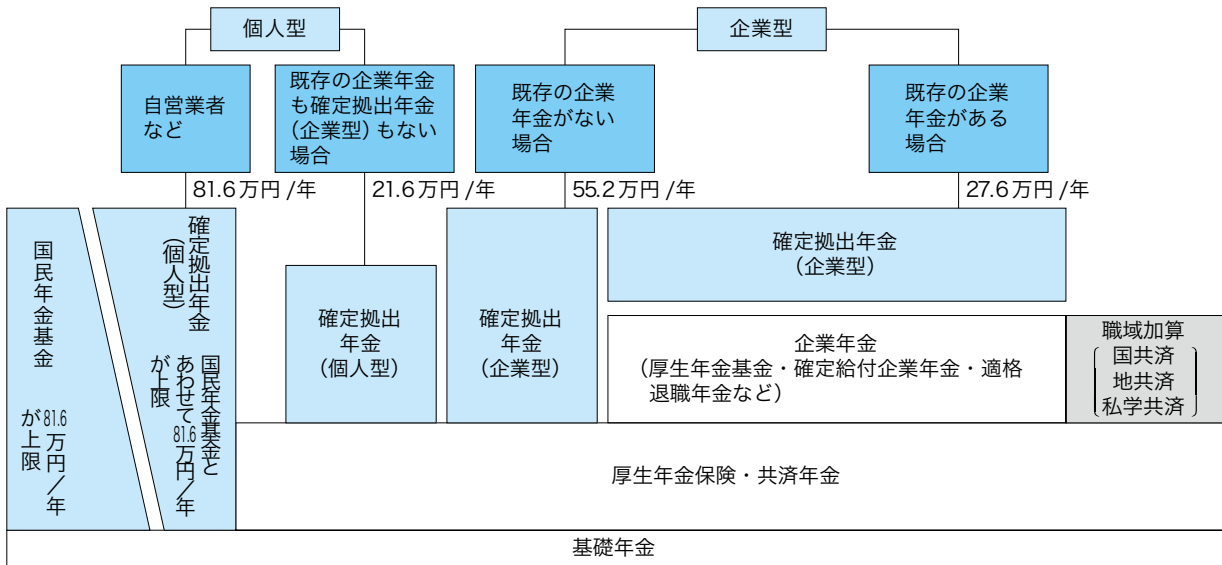 個人型
企業型
自営業者
など
既存の企業年金
も確定拠出年金
（企業型）もない
場合
既存の企業
年金がない
場合
既存の企業
年金がある
場合
81.6万円/年
21.6万円/年
55.2万円/年
27.6万円/年
国民年金基金
81.6万円／年
が上限
確定拠出年金
（個人型）
国民年金基金と
あわせて81.6万円／年
が上限
確定拠出
年金
（個人型）
確定拠出
年金
（企業型）
確定拠出年金
（企業型）
企業年金
（厚生年金基金・確定給付企業年金・適格
退職年金など）
職域加算
国共済
地共済
私学共済
厚生年金保険・共済年金
基礎年金